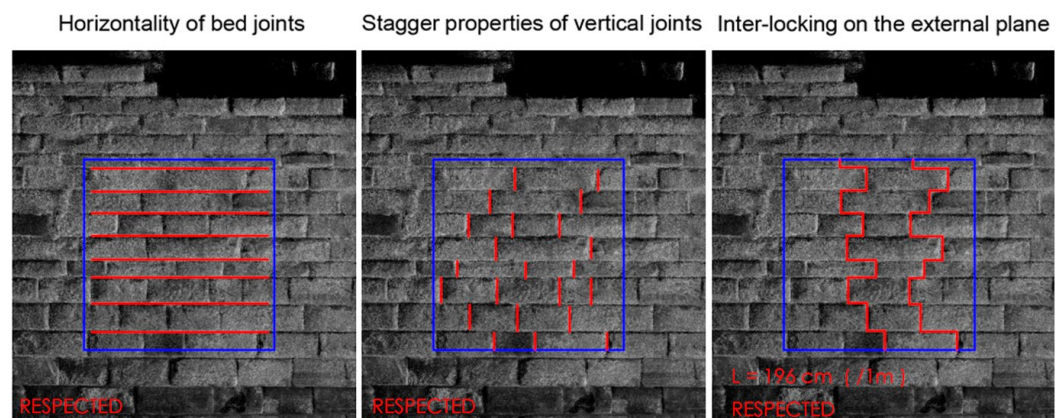 Horizontality of bed joints
Stagger properties of vertical joints
Inter-locking on the external plane
RESPECTED
RESPECTED
L = 196 cm ( /1m )
RESPECTED